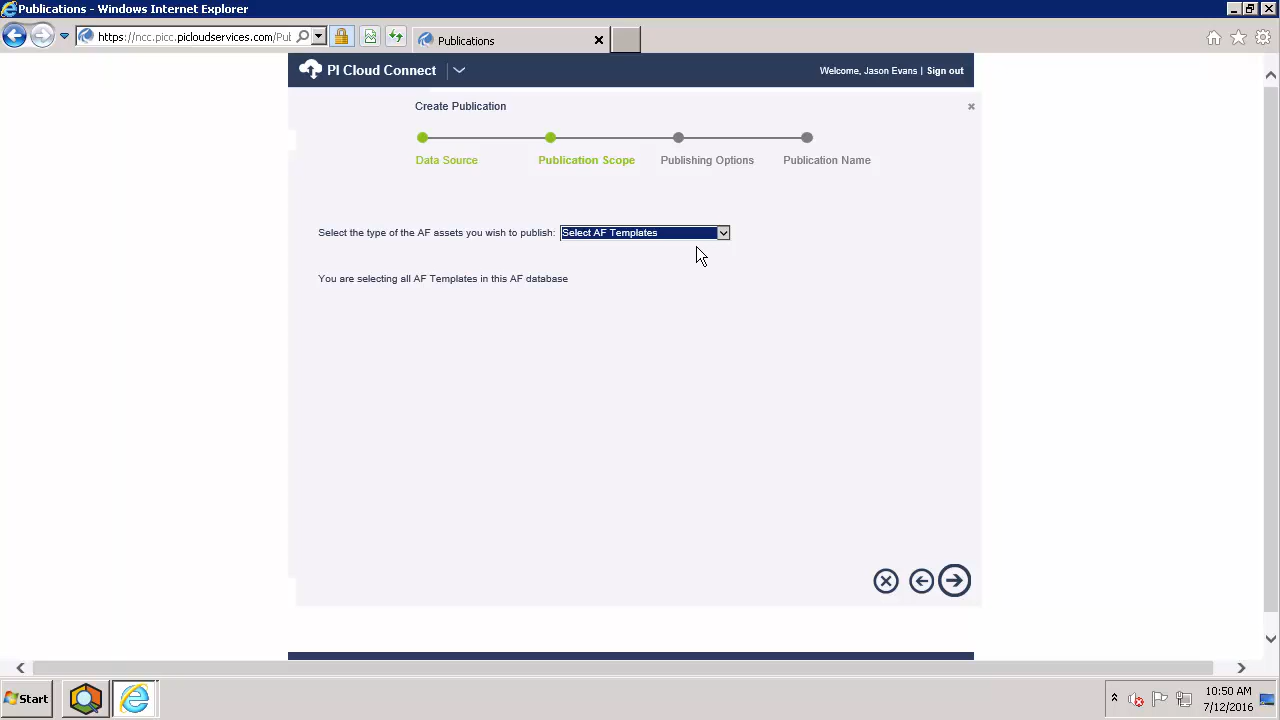 Publications - Windows Internet Explorer
https://ncc.picc.picloudservices.com/Pub
Publications
PI Cloud Connect
Welcome, Jason Evans | Sign out
Create Publication
Data Source
Publication Scope
Publishing Options
Publication Name
Select the type of the AF assets you wish to publish:
Select AF Templates
You are selecting all AF Templates in this AF database
Start
10:50 AM
7/12/2016